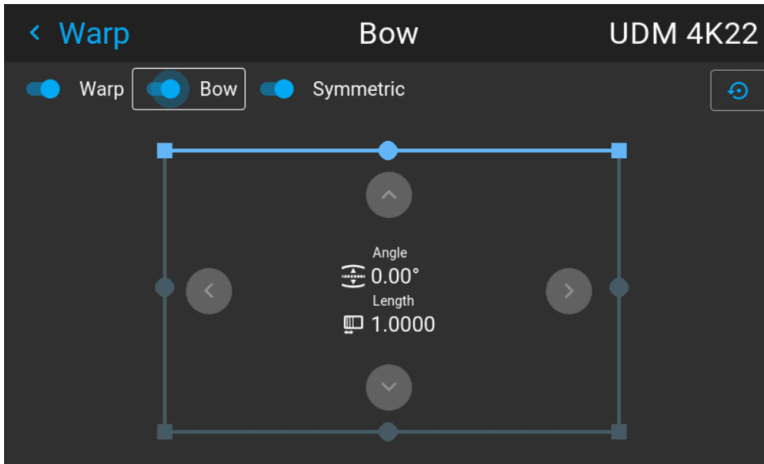 Warp
Bow
UDM 4K22
Warp
Bow
Symmetric
Angle
0.00°
Length
1.0000